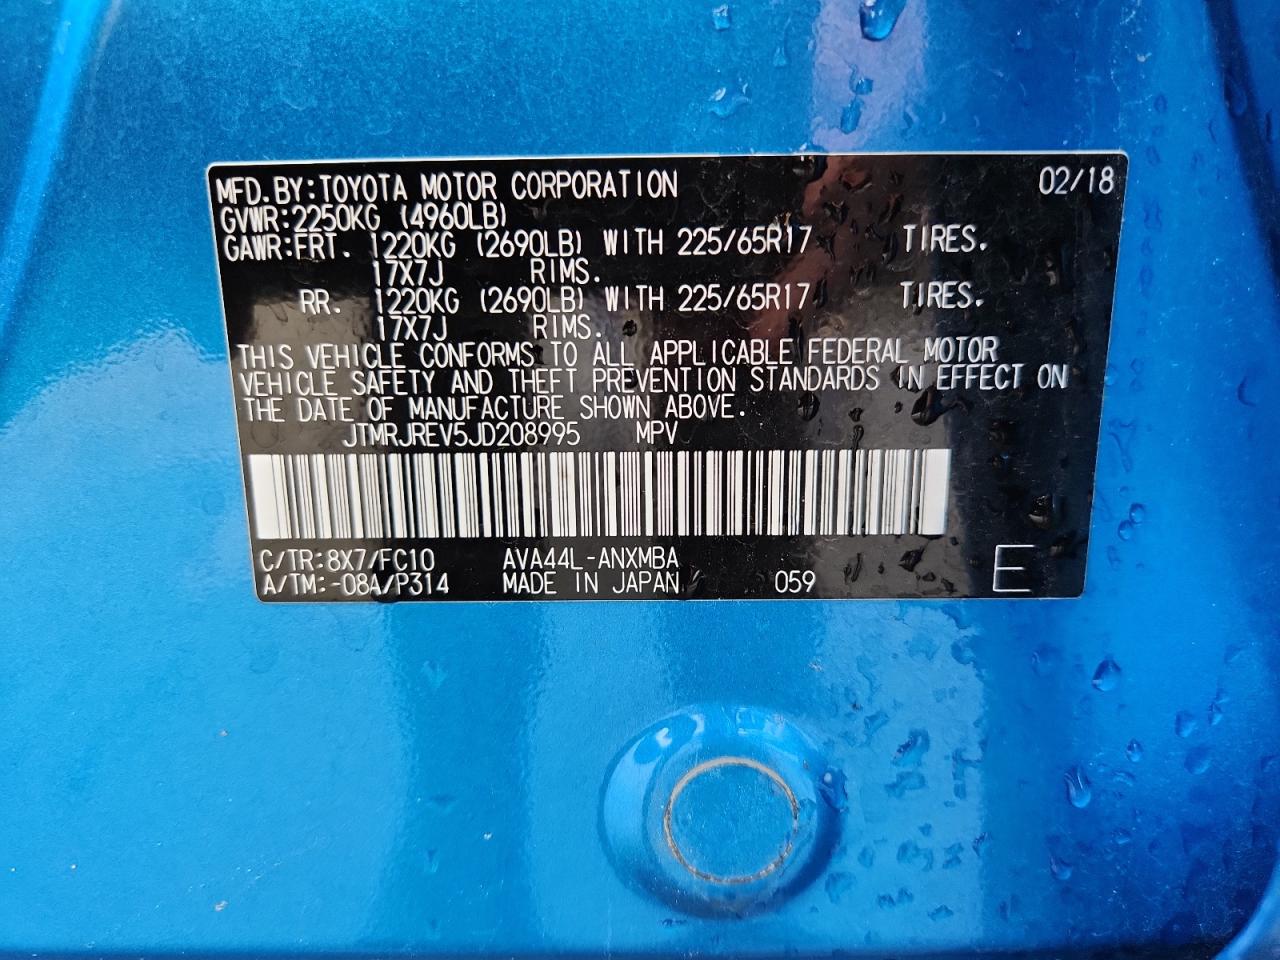 MFD.BY:TOYOTA MOTOR CORPORATION 02/18
GVWR:2250KG (4960LB)
GAWR:FRT. 1220KG (2690LB) WITH 225/65R17 TIRES.
17X7J RIMS.
RR. 1220KG (2690LB) WITH 225/65R17 TIRES.
17X7J RIMS.
THIS VEHICLE CONFORMS TO ALL APPLICABLE FEDERAL MOTOR
VEHICLE SAFETY AND THEFT PREVENTION STANDARDS IN EFFECT ON
THE DATE OF MANUFACTURE SHOWN ABOVE.
JTMRJREV5JD208995 MPV
C/TR:8X7/FC10 AVA44L-ANXMBA
A/TM:-08A/P314 MADE IN JAPAN 059 E